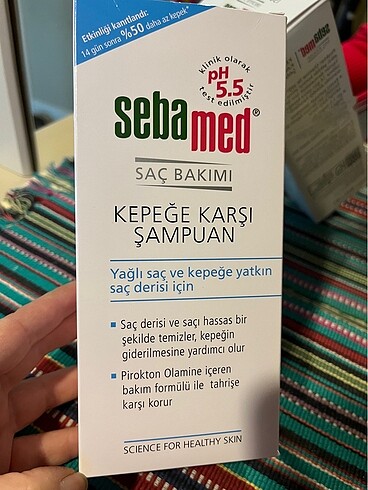 Etkinliği kanıtlandı:
14 gün sonra %50 daha az kepek*
klinik olarak
pH
5.5
test edilmiştir
sebamed®
SAÇ BAKIMI
KEPEĞE KARŞI
ŞAMPUAN
Yağlı saç ve kepeğe yatkın
saç derisi için
Saç derisi ve saçı hassas bir
şekilde temizler, kepeğin
giderilmesine yardımcı olur
Pirokton Olamine içeren
bakım formülü ile tahrişe
karşı korur
SCIENCE FOR HEALTHY SKIN
sebamed